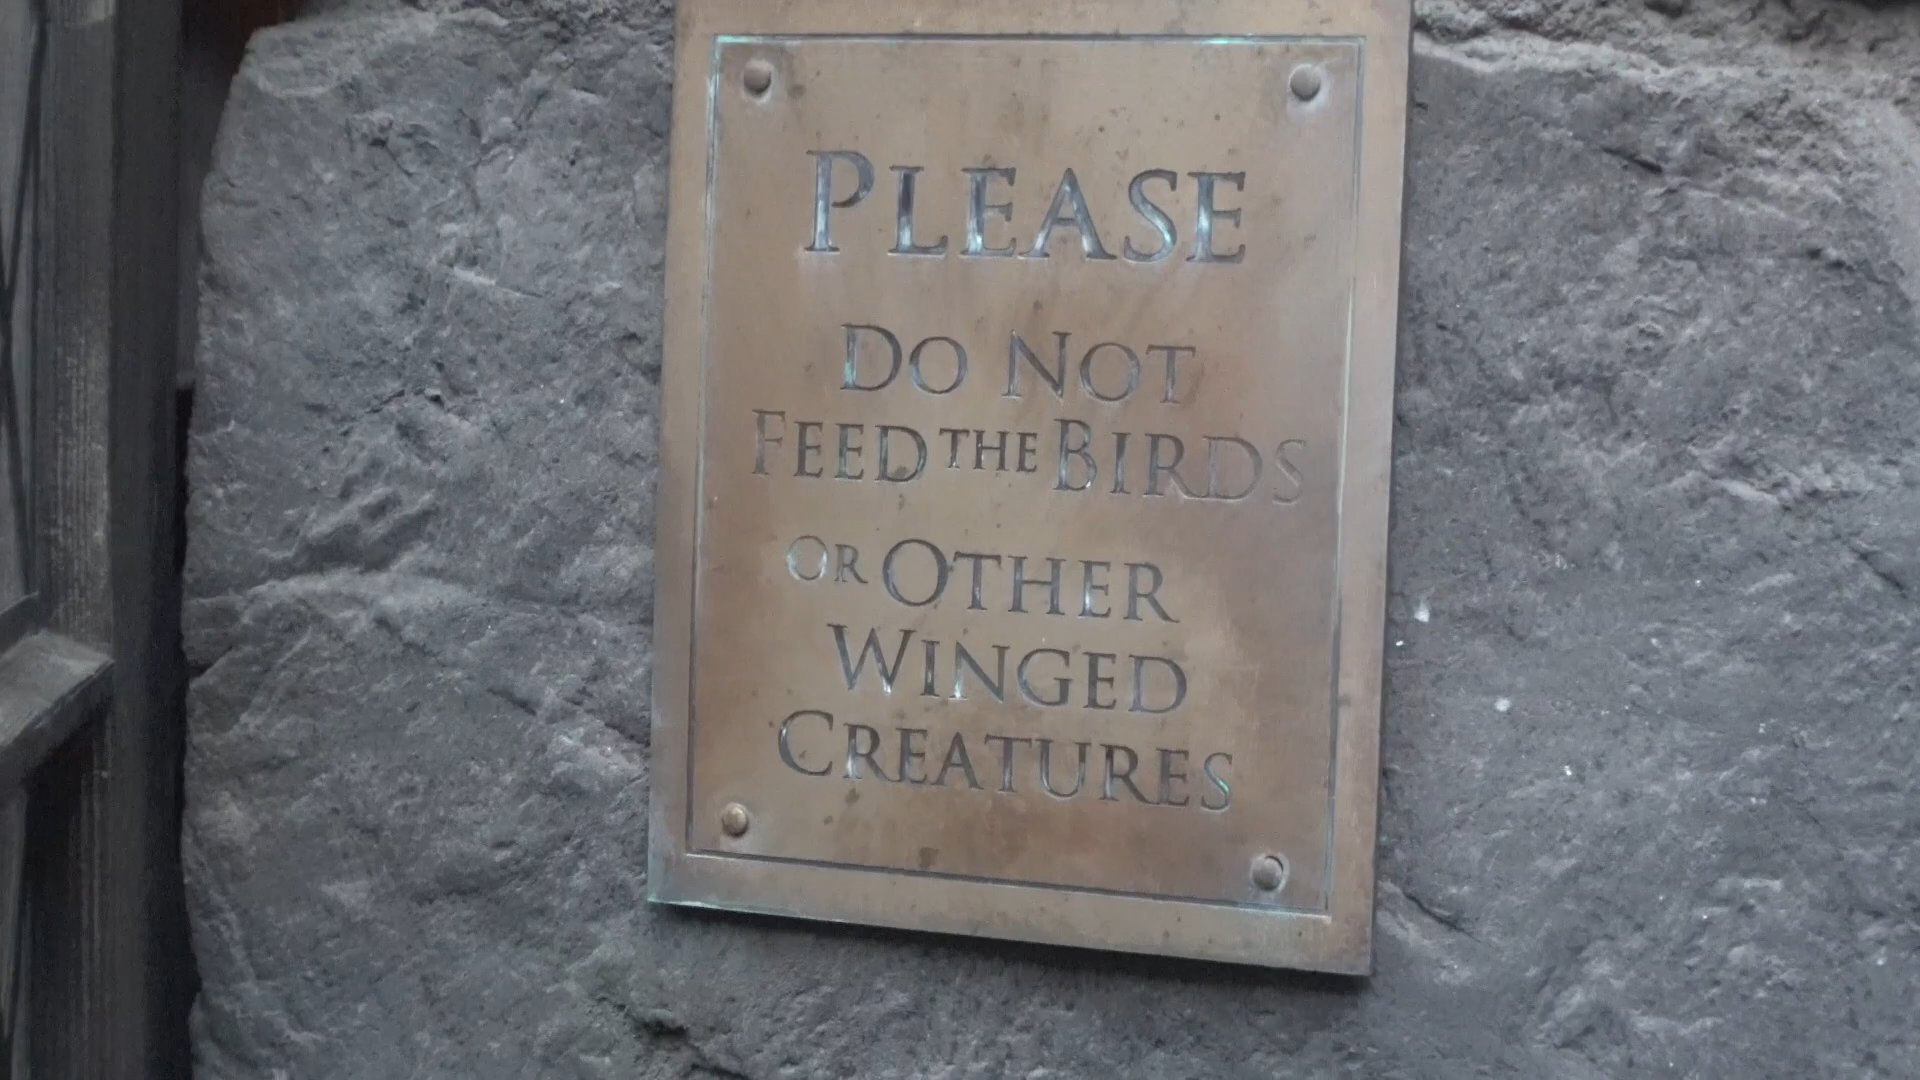 PLEASE
DO NOT
FEED THE BIRDS
OR OTHER
WINGED
CREATURES